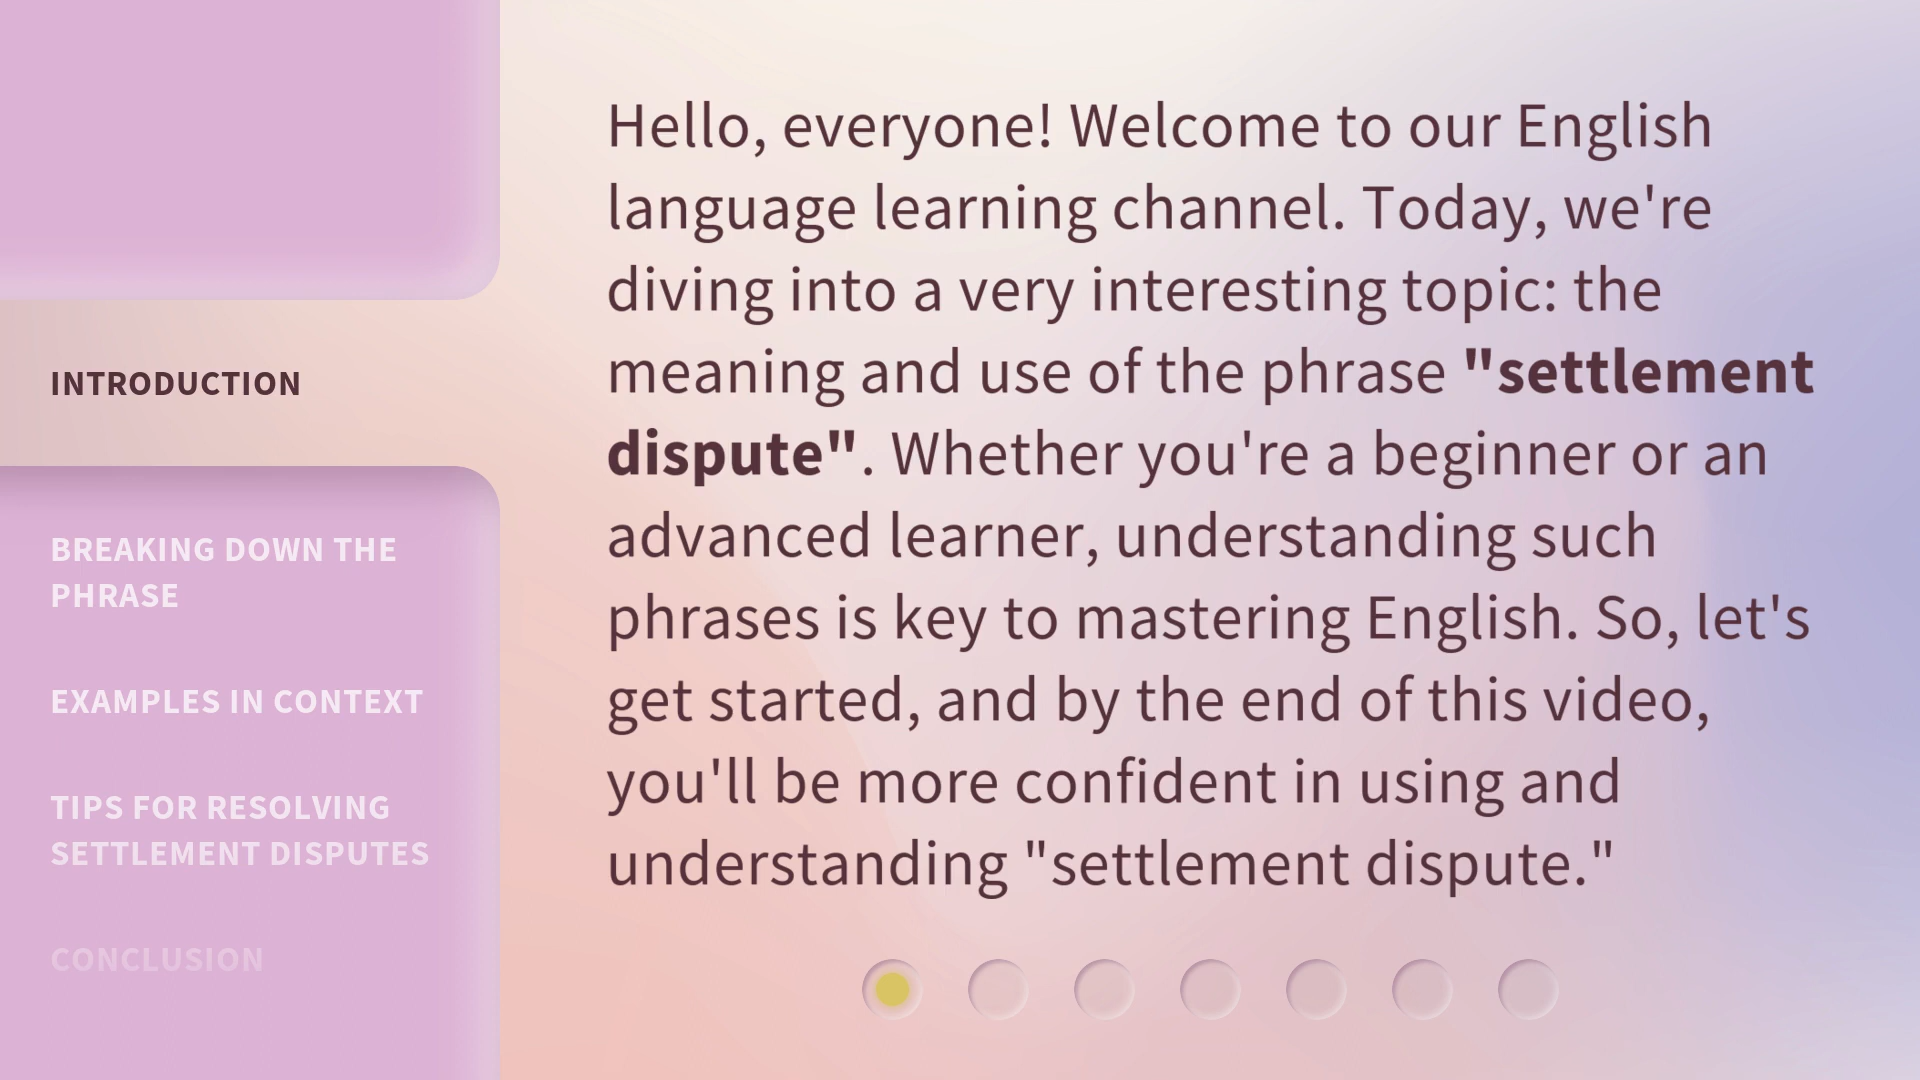 INTRODUCTION
BREAKING DOWN THE
PHRASE
EXAMPLES IN CONTEXT
TIPS FOR RESOLVING
SETTLEMENT DISPUTES
CONCLUSION
Hello, everyone! Welcome to our English
language learning channel. Today, we're
diving into a very interesting topic: the
meaning and use of the phrase "settlement
dispute". Whether you're a beginner or an
advanced learner, understanding such
phrases is key to mastering English. So, let's
get started, and by the end of this video,
you'll be more confident in using and
understanding "settlement dispute."